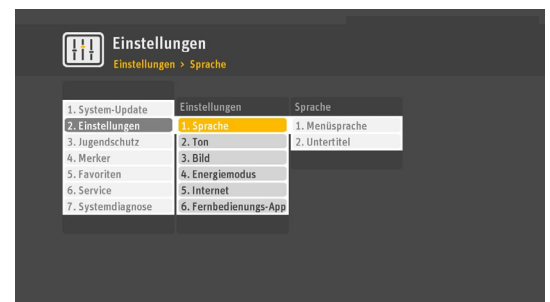 Einstellungen
Einstellungen > Sprache
1. System-Update
2. Einstellungen
3. Jugendschutz
4. Merker
5. Favoriten
6. Service
7. Systemdiagnose
Einstellungen
1. Sprache
2. Ton
3. Bild
4. Energiemodus
5. Internet
6. Fernbedienungs-App
Sprache
1. Menüsprache
2. Untertitel